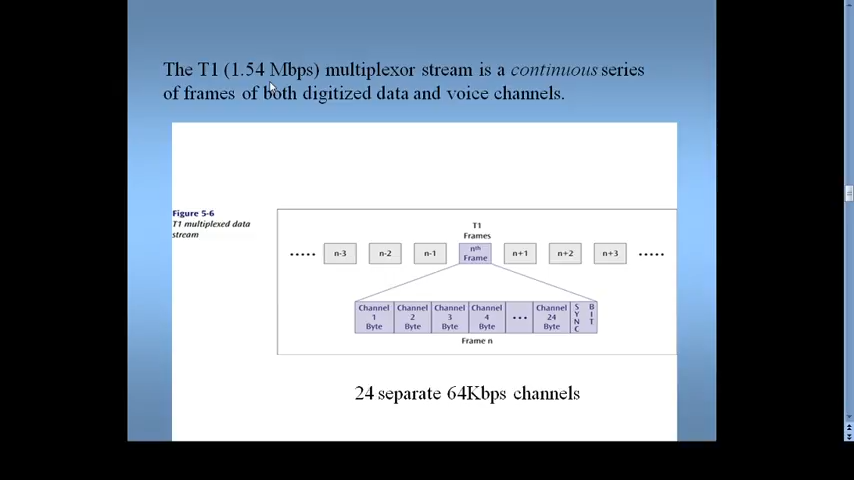 The T1 (1.54 Mbps) multiplexor stream is a continuous series
of frames of both digitized data and voice channels.
Figure 5-6
T1 multiplexed data
stream
T1
Frames
..... n-3 n-2 n-1 nth Frame n+1 n+2 n+3 .....
Channel 1 Byte Channel 2 Byte Channel 3 Byte Channel 4 Byte ... Channel 24 Byte SYNC BIT
Frame n
24 separate 64Kbps channels